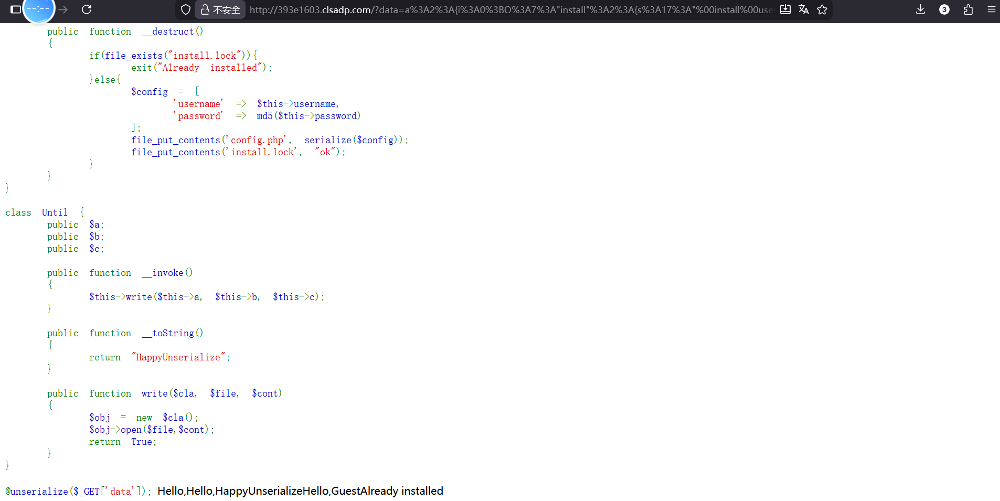 --:--
不安全 http://393e1603.clsadp.com/?data=a%3A2%3A{i%3A0%3BO%3A7%3A"install"%3A2%3A{s%3A17%3A"%00install%00use
3
public function __destruct()
{
if(file_exists("install.lock")){
exit("Already installed");
}else{
$config = [
'username' => $this->username,
'password' => md5($this->password)
];
file_put_contents('config.php', serialize($config));
file_put_contents('install.lock', "ok");
}
}
}
class Until {
public $a;
public $b;
public $c;
public function __invoke()
{
$this->write($this->a, $this->b, $this->c);
}
public function __toString()
{
return "HappyUnserialize";
}
public function write($cla, $file, $cont)
{
$obj = new $cla();
$obj->open($file,$cont);
return True;
}
}
@unserialize($_GET['data']); Hello,Hello,HappyUnserializeHello,GuestAlready installed